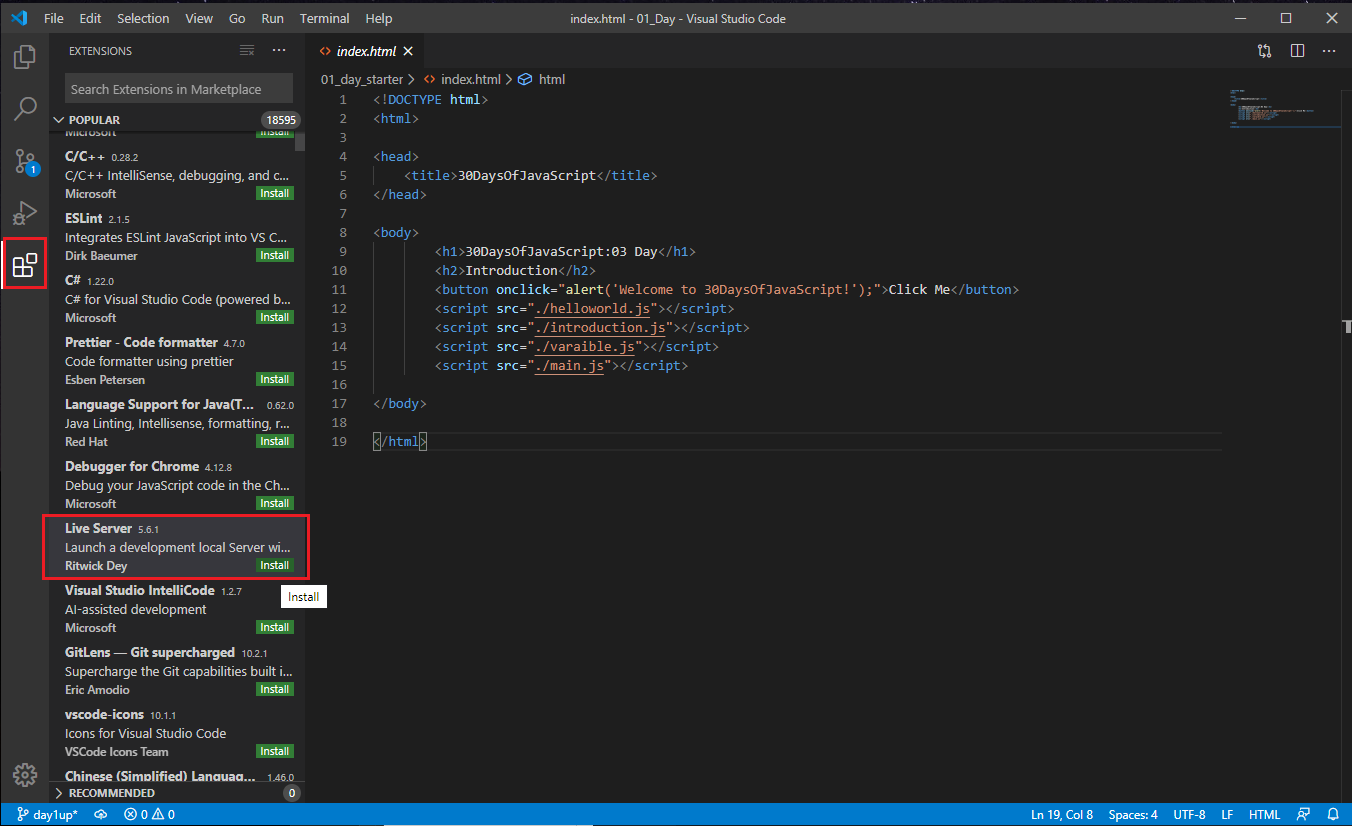 File Edit Selection View Go Run Terminal Help
index.html - 01_Day - Visual Studio Code
EXTENSIONS
Search Extensions in Marketplace
POPULAR 18595
Microsoft Install
C/C++ 0.28.2
C/C++ IntelliSense, debugging, and c...
Microsoft Install
ESLint 2.1.5
Integrates ESLint JavaScript into VS C...
Dirk Baeumer Install
C# 1.22.0
C# for Visual Studio Code (powered b...
Microsoft Install
Prettier - Code formatter 4.7.0
Code formatter using prettier
Esben Petersen Install
Language Support for Java(T... 0.62.0
Java Linting, Intellisense, formatting, r...
Red Hat Install
Debugger for Chrome 4.12.8
Debug your JavaScript code in the Ch...
Microsoft Install
Live Server 5.6.1
Launch a development local Server wi...
Ritwick Dey Install
Install
Visual Studio IntelliCode 1.2.7
AI-assisted development
Microsoft Install
GitLens — Git supercharged 10.2.1
Supercharge the Git capabilities built i...
Eric Amodio Install
vscode-icons 10.1.1
Icons for Visual Studio Code
VSCode Icons Team Install
Chinese (Simplified) Languag... 1.46.0
RECOMMENDED 0
1
index.html
01_day_starter > index.html > html
1 <!DOCTYPE html>
2 <html>
3
4 <head>
5 <title>30DaysOfJavaScript</title>
6 </head>
7
8 <body>
9 <h1>30DaysOfJavaScript:03 Day</h1>
10 <h2>Introduction</h2>
11 <button onclick="alert('Welcome to 30DaysOfJavaScript!');">Click Me</button>
12 <script src="./helloworld.js"></script>
13 <script src="./introduction.js"></script>
14 <script src="./varaible.js"></script>
15 <script src="./main.js"></script>
16
17 </body>
18
19 </html>
day1up* 0 0
Ln 19, Col 8 Spaces: 4 UTF-8 LF HTML